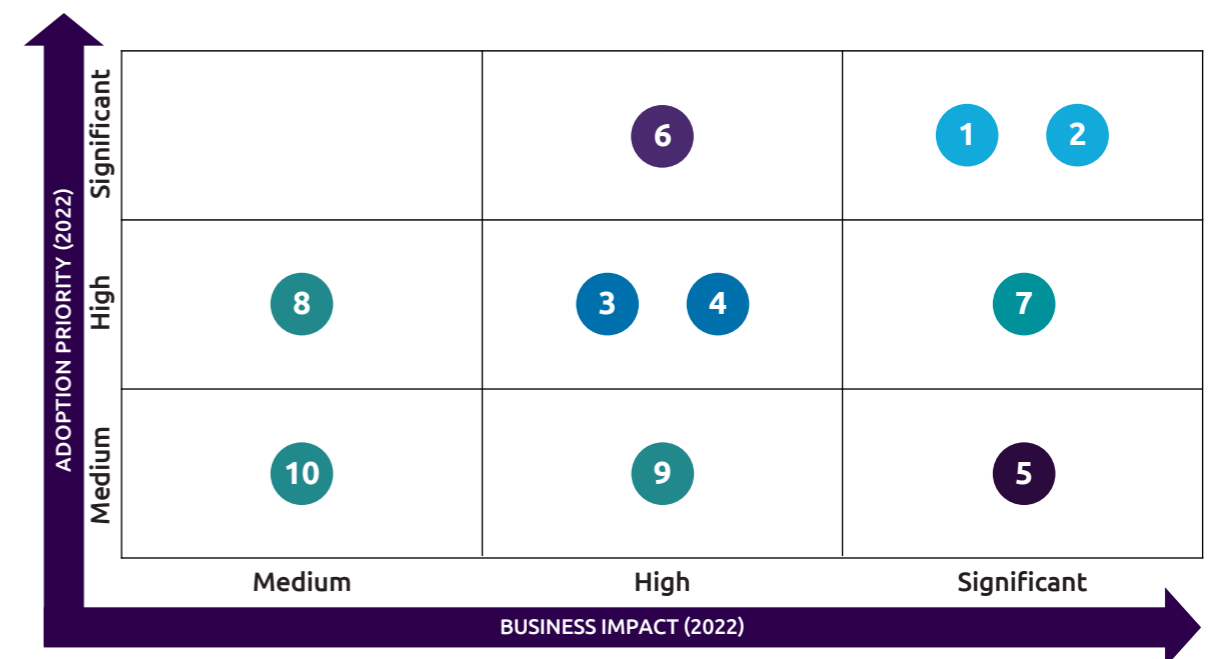 ADOPTION PRIORITY (2022)
Significant
6
1
2
High
8
3
4
7
Medium
10
9
5
Medium
High
Significant
BUSINESS IMPACT (2022)